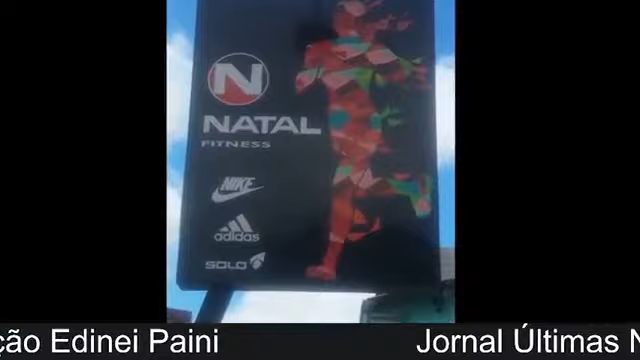 N
NATAL
FITNESS
NIKE
adidas
SOLO
ção Edinei Paini
Jornal Últimas N